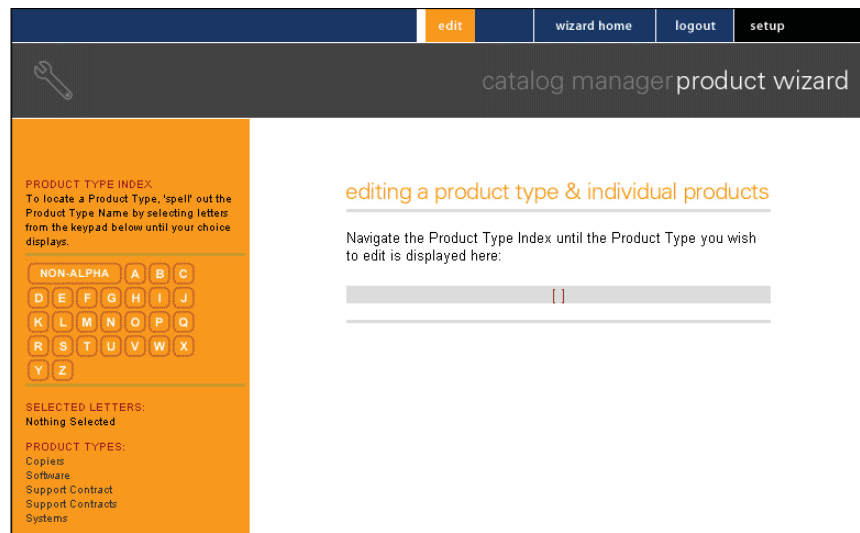 edit
wizard home
logout
setup
catalog manager product wizard
PRODUCT TYPE INDEX
To locate a Product Type, 'spell' out the
Product Type Name by selecting letters
from the keypad below until your choice
displays.
NON-ALPHA A B C
D E F G H I J
K L M N O P Q
R S T U V W X
Y Z
SELECTED LETTERS:
Nothing Selected
PRODUCT TYPES:
Copiers
Software
Support Contract
Support Contracts
Systems
editing a product type & individual products
Navigate the Product Type Index until the Product Type you wish
to edit is displayed here:
[ ]